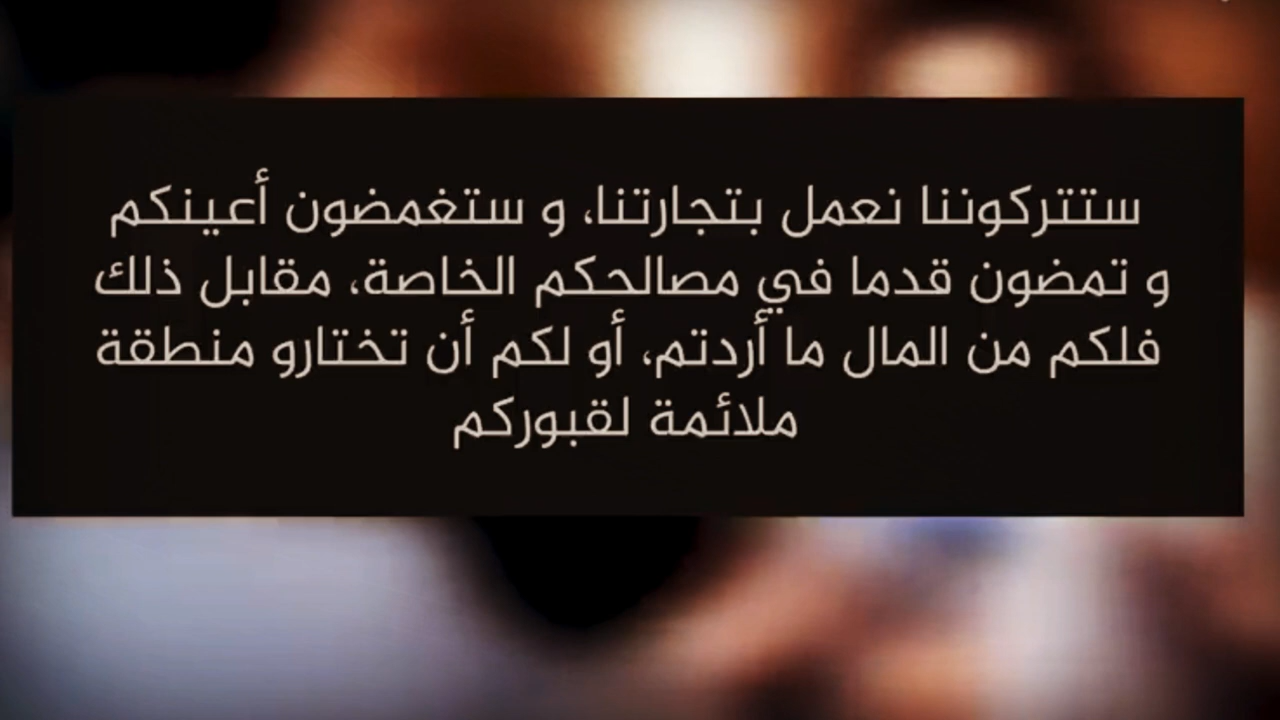 ستتركوننا نعمل بتجارتنا، و ستغمضون أعينكم
و تمضون قدما في مصالحكم الخاصة، مقابل ذلك
فلكم من المال ما أردتم، أو لكم أن تختارو منطقة
ملائمة لقبوركم